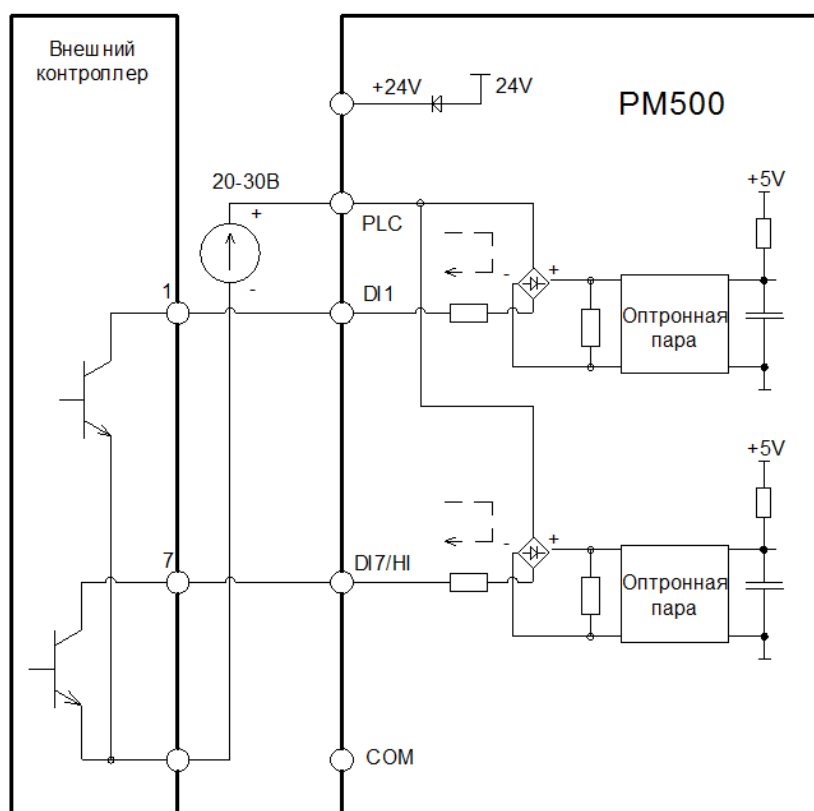 Внешний
контроллер
+24V
24V
PM500
20-30В
+
-
PLC
+5V
1
DI1
-
+
Оптронная
пара
+5V
7
DI7/HI
-
+
Оптронная
пара
COM